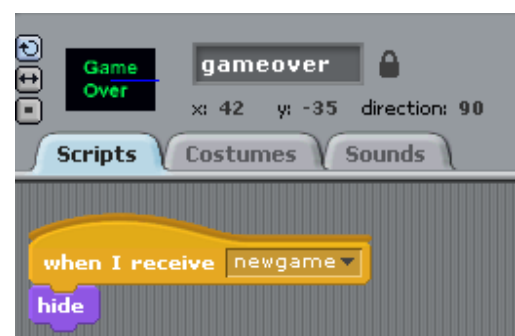 Game
Over
gameover
x: 42 y: -35 direction: 90
Scripts Costumes Sounds
when I receive newgame
hide